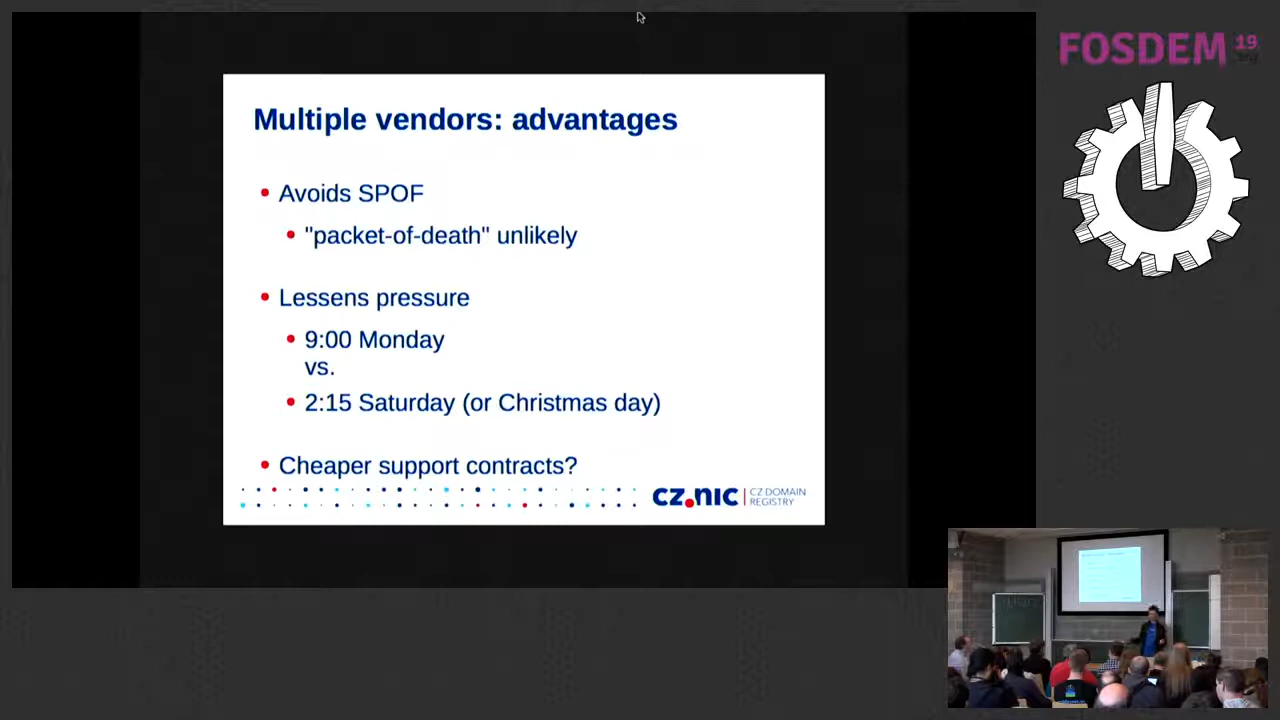 Multiple vendors: advantages
Avoids SPOF
"packet-of-death" unlikely
Lessens pressure
9:00 Monday
vs.
2:15 Saturday (or Christmas day)
Cheaper support contracts?
cz.nic
CZ DOMAIN
REGISTRY
FOSDEM
19
.org